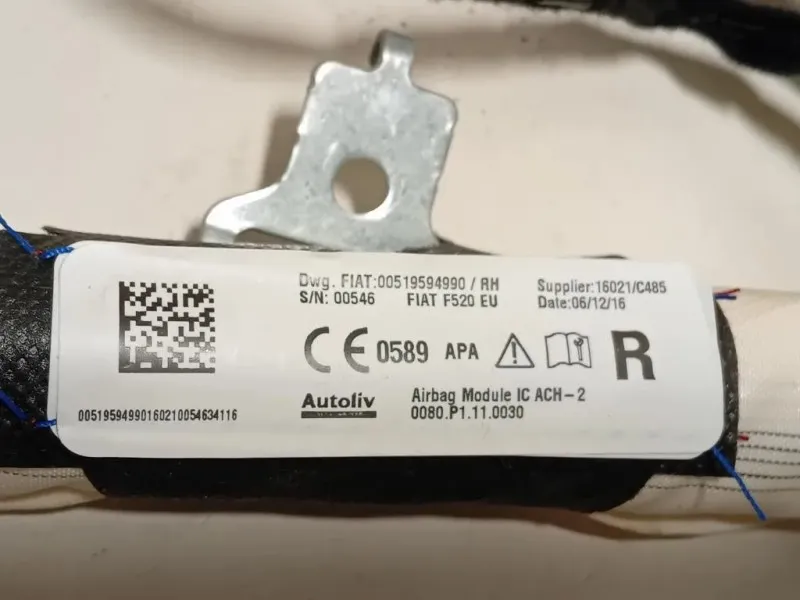 Dwg. FIAT:00519594990 / RH
Supplier:16021/C485
S/N: 00546 FIAT F520 EU
Date:06/12/16
CE 0589 APA
R
Autoliv
Airbag Module IC ACH-2
0080.P1.11.0030
00519594990160210054634116